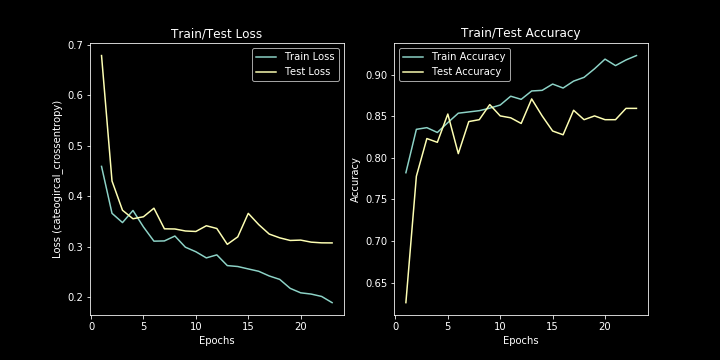 Train/Test Loss
Train Loss
Test Loss
0.7
0.6
0.5
0.4
0.3
0.2
Loss (cateogircal_crossentropy)
0
5
10
15
20
Epochs
Train/Test Accuracy
Train Accuracy
Test Accuracy
0.90
0.85
0.80
0.75
0.70
0.65
Accuracy
0
5
10
15
20
Epochs